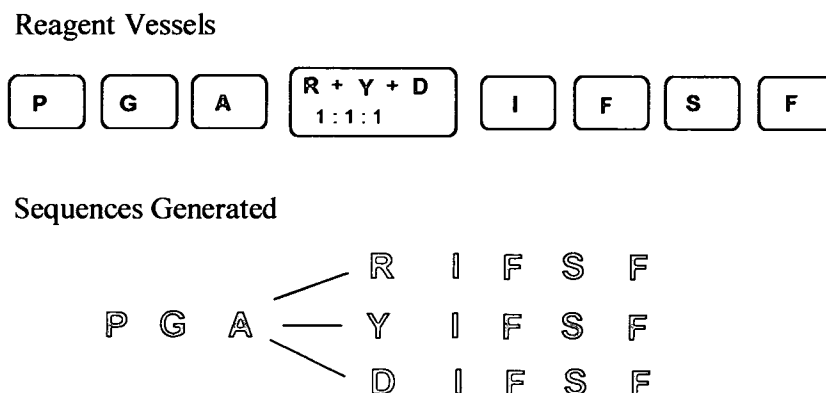 Reagent Vessels
P G A R + Y + D I F S F
1 : 1 : 1
Sequences Generated
R I F S F
P G A Y I F S F
D I F S F